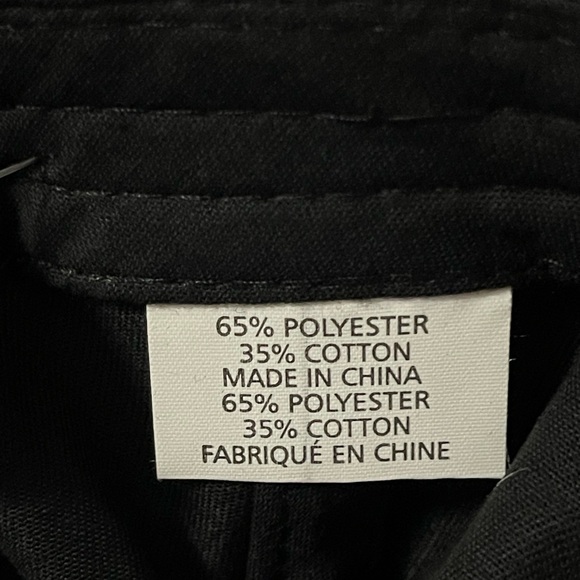 65% POLYESTER
35% COTTON
MADE IN CHINA
65% POLYESTER
35% COTTON
FABRIQUÉ EN CHINE